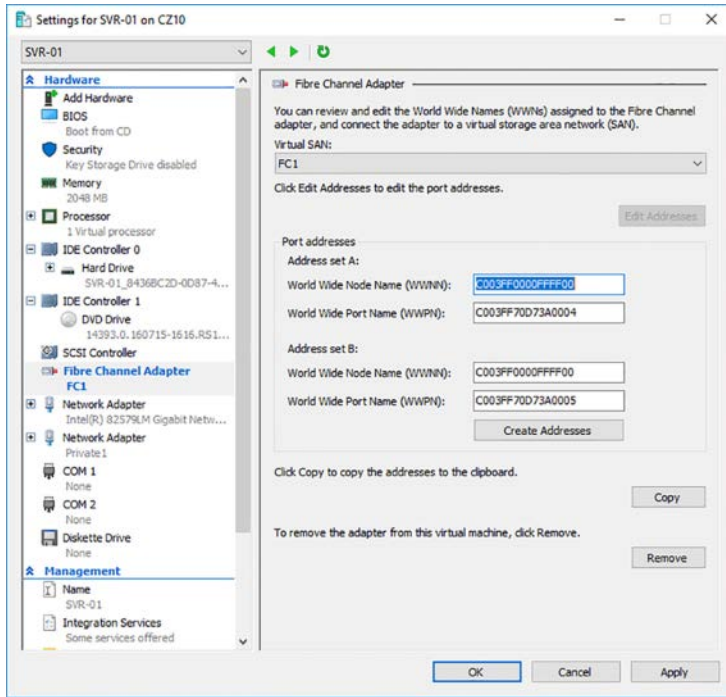 Settings for SVR-01 on CZ10
SVR-01
Hardware
Add Hardware
BIOS
Boot from CD
Security
Key Storage Drive disabled
Memory
2048 MB
Processor
1 Virtual processor
IDE Controller 0
Hard Drive
SVR-01_8436BC2D-0D87-4...
IDE Controller 1
DVD Drive
14393.0.160715-1616.RS1...
SCSI Controller
Fibre Channel Adapter
FC1
Network Adapter
Intel(R) 82579LM Gigabit Netw...
Network Adapter
Private1
COM 1
None
COM 2
None
Diskette Drive
None
Management
Name
SVR-01
Integration Services
Some services offered
Fibre Channel Adapter
You can review and edit the World Wide Names (WWNs) assigned to the Fibre Channel
adapter, and connect the adapter to a virtual storage area network (SAN).
Virtual SAN:
FC1
Click Edit Addresses to edit the port addresses.
Edit Addresses
Port addresses
Address set A:
World Wide Node Name (WWNN): C003FF0000FFFF00
World Wide Port Name (WWPN): C003FF70D73A0004
Address set B:
World Wide Node Name (WWNN): C003FF0000FFFF00
World Wide Port Name (WWPN): C003FF70D73A0005
Create Addresses
Click Copy to copy the addresses to the clipboard.
Copy
To remove the adapter from this virtual machine, click Remove.
Remove
OK Cancel Apply